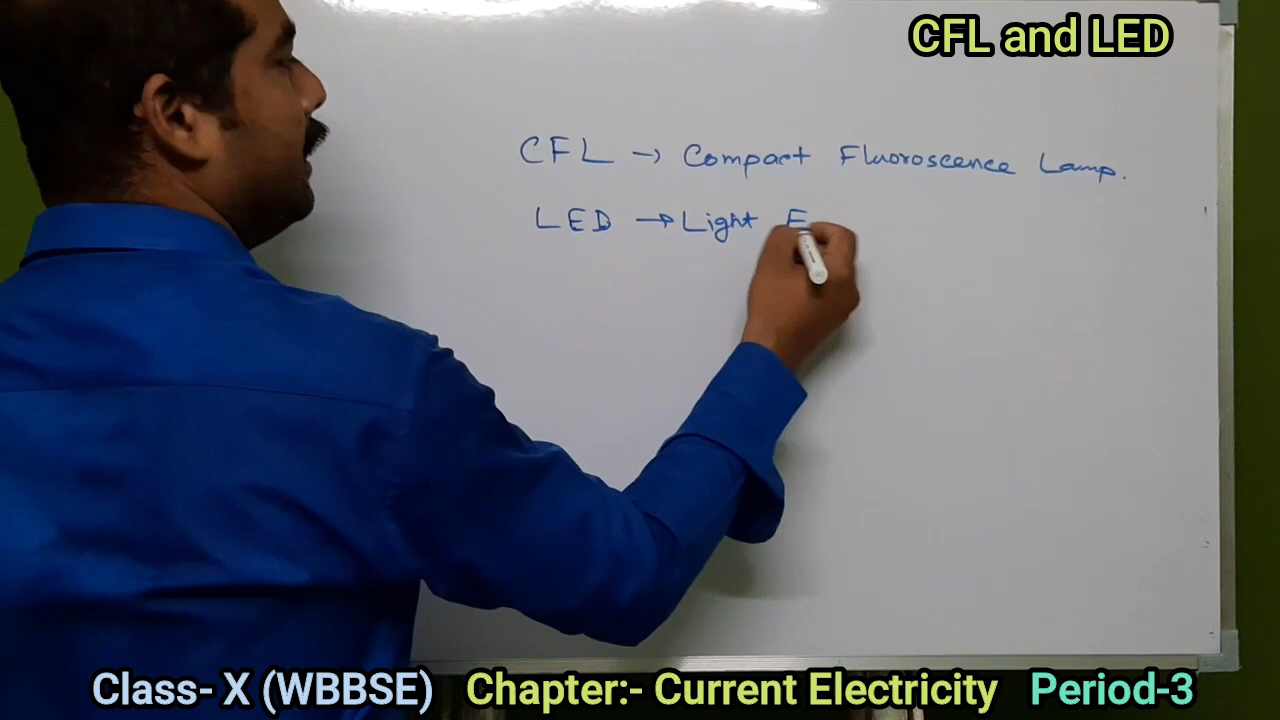 CFL and LED
CFL → Compact Fluoroscence Lamp.
LED → Light E
Class- X (WBBSE) Chapter:- Current Electricity Period-3